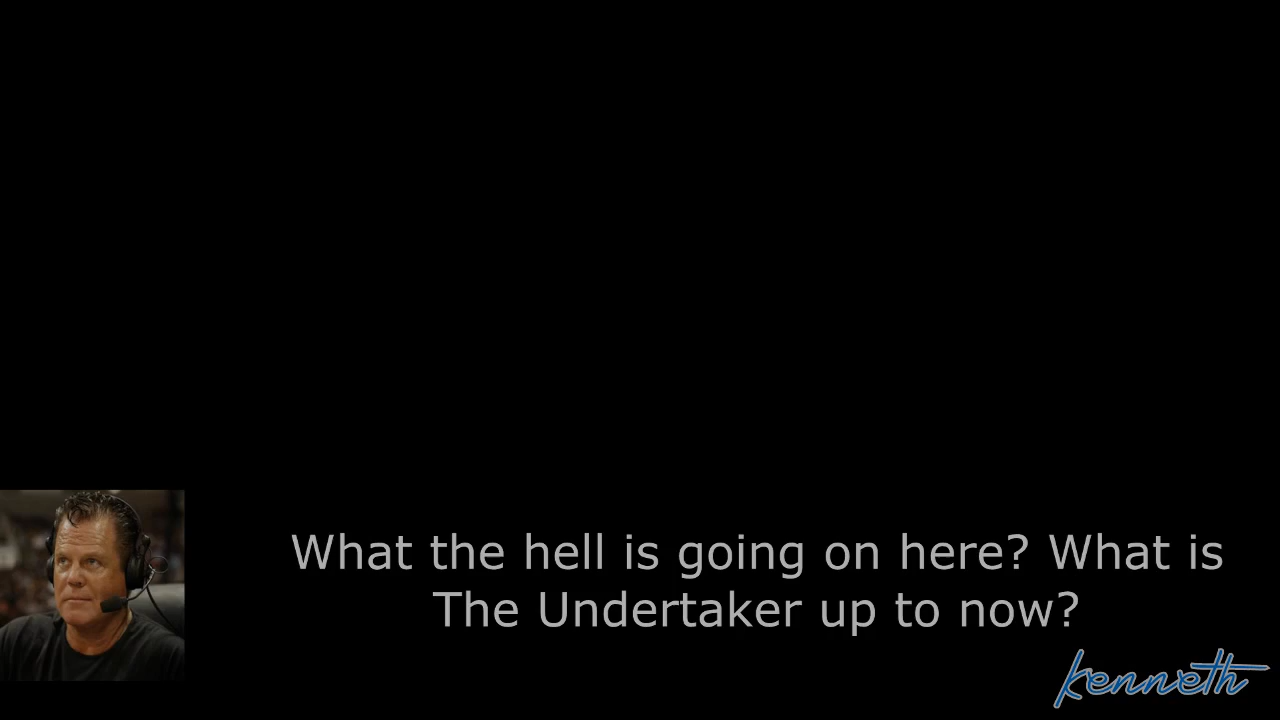 What the hell is going on here? What is
The Undertaker up to now?
kenneth